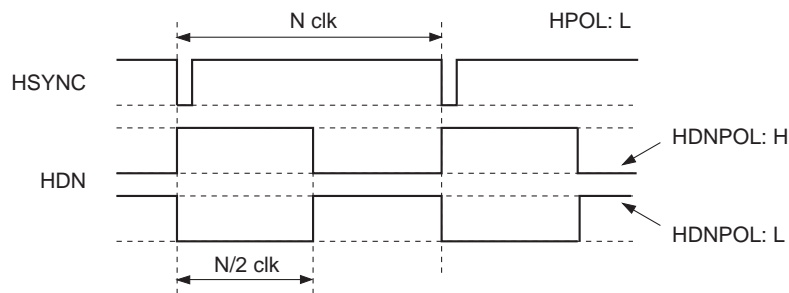 N clk
HPOL: L
HSYNC
HDNPOL: H
HDN
HDNPOL: L
N/2 clk